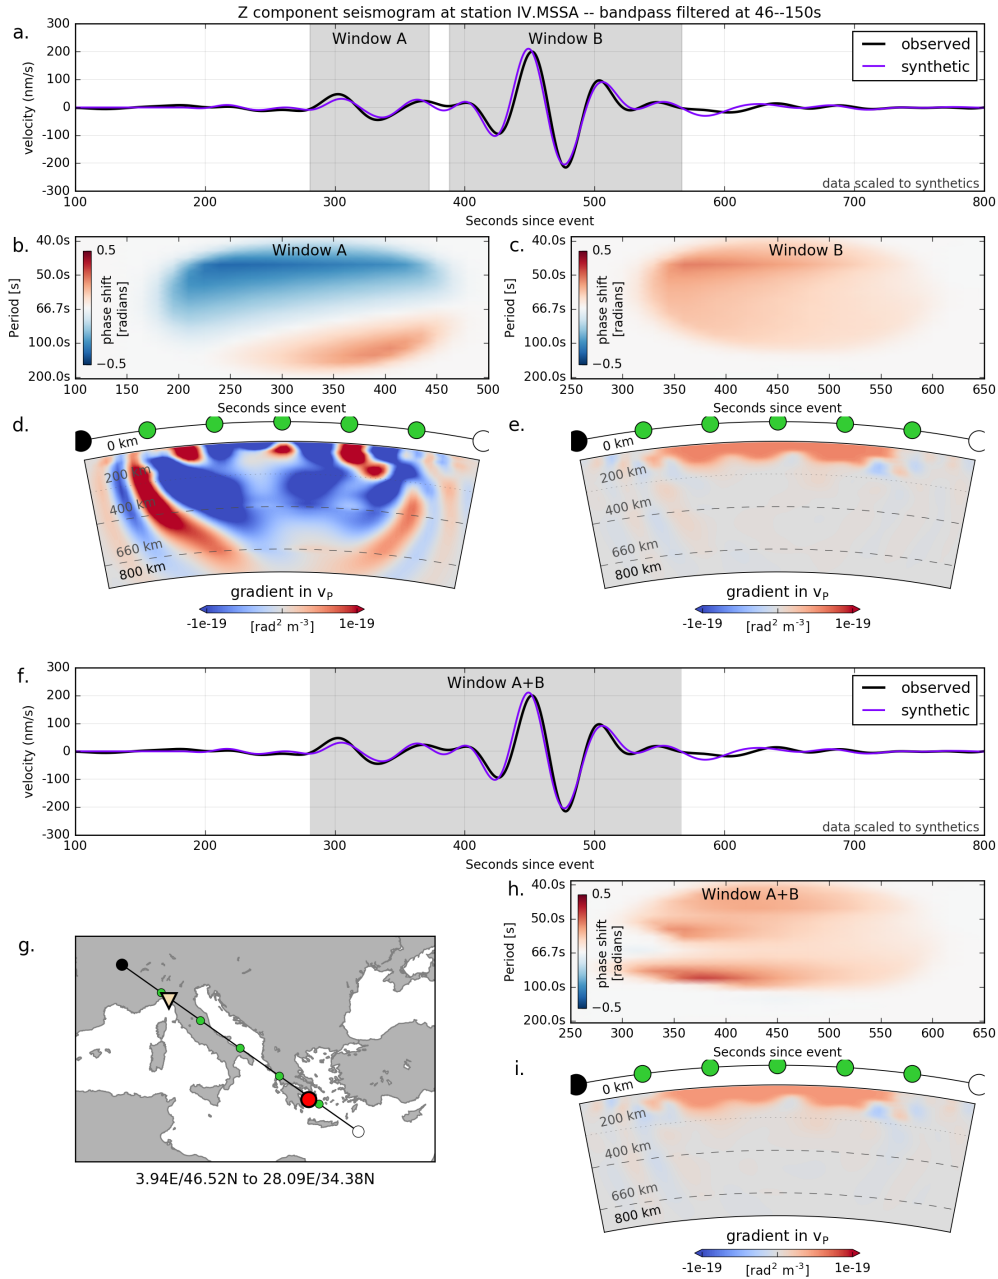 Z component seismogram at station IV.MSSA -- bandpass filtered at 46--150s
a.
Window A
Window B
observed
synthetic
300
200
100
0
-100
-200
-300
velocity (nm/s)
data scaled to synthetics
100 200 300 400 500 600 700 800
Seconds since event
b.
Window A
40.0s
50.0s
66.7s
100.0s
200.0s
Period [s]
0.5
−0.5
phase shift
[radians]
100 150 200 250 300 350 400 450 500
Seconds since event
c.
Window B
40.0s
50.0s
66.7s
100.0s
200.0s
Period [s]
0.5
−0.5
phase shift
[radians]
250 300 350 400 450 500 550 600 650
Seconds since event
d.
0 km
200 km
400 km
660 km
800 km
gradient in vP
-1e-19 1e-19
[rad² m⁻³]
e.
0 km
200 km
400 km
660 km
800 km
gradient in vP
-1e-19 1e-19
[rad² m⁻³]
f.
Window A+B
observed
synthetic
300
200
100
0
-100
-200
-300
velocity (nm/s)
data scaled to synthetics
100 200 300 400 500 600 700 800
Seconds since event
g.
3.94E/46.52N to 28.09E/34.38N
h.
Window A+B
40.0s
50.0s
66.7s
100.0s
200.0s
Period [s]
0.5
−0.5
phase shift
[radians]
250 300 350 400 450 500 550 600 650
Seconds since event
i.
0 km
200 km
400 km
660 km
800 km
gradient in vP
-1e-19 1e-19
[rad² m⁻³]